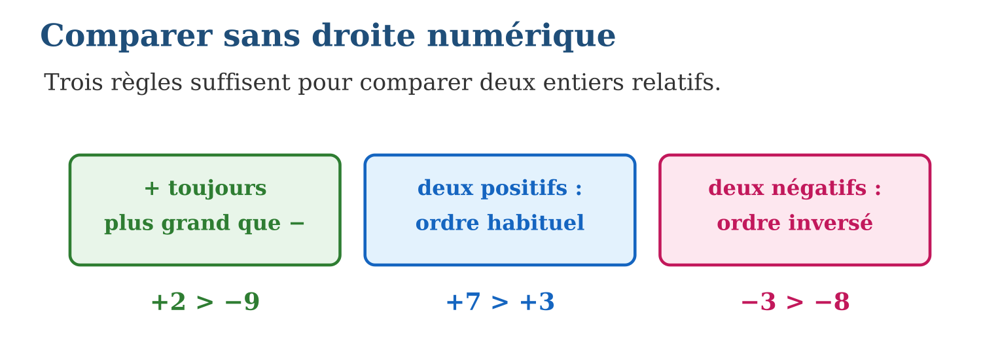 Comparer sans droite numérique
Trois règles suffisent pour comparer deux entiers relatifs.
+ toujours
plus grand que −
+2 > −9
deux positifs :
ordre habituel
+7 > +3
deux négatifs :
ordre inversé
−3 > −8